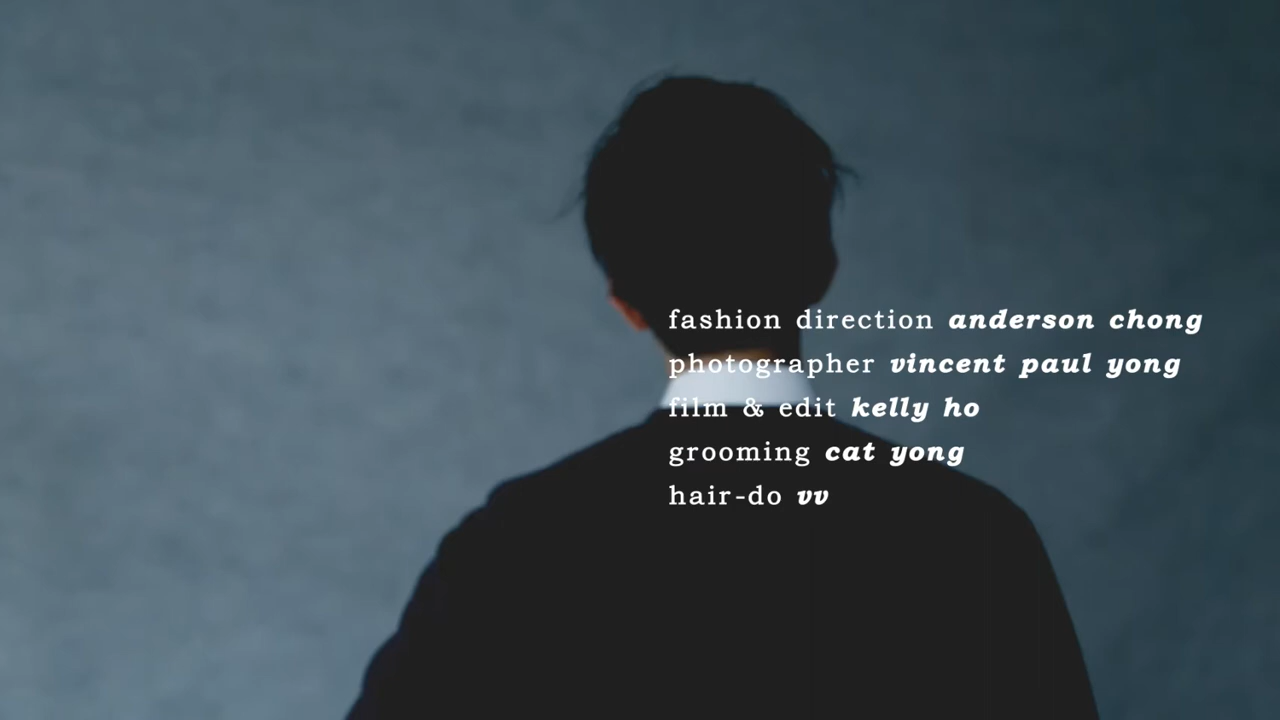 fashion direction anderson chong
photographer vincent paul yong
film & edit kelly ho
grooming cat yong
hair-do vv